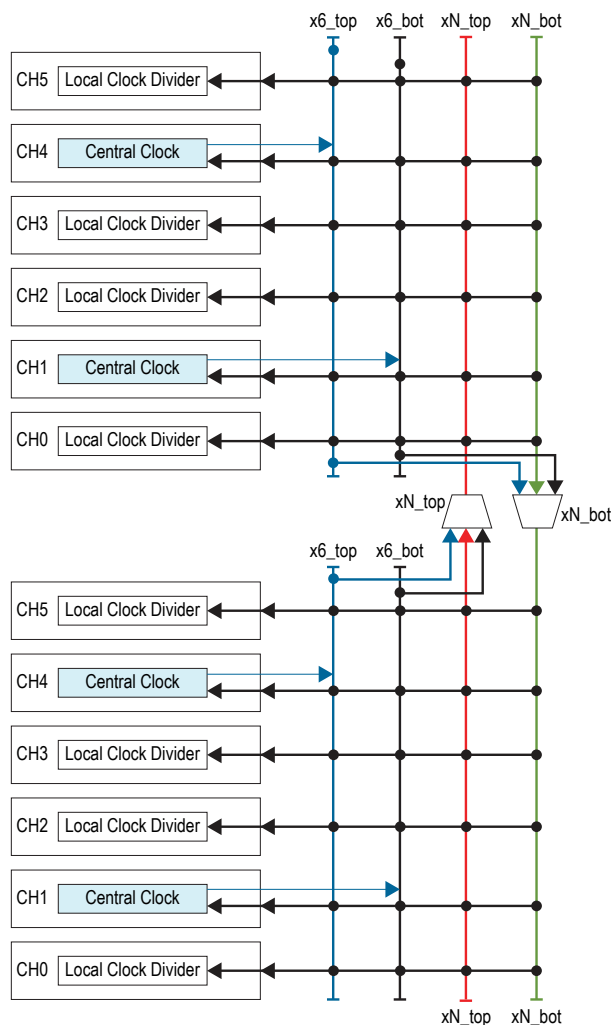 x6_top x6_bot xN_top xN_bot
CH5 Local Clock Divider
CH4 Central Clock
CH3 Local Clock Divider
CH2 Local Clock Divider
CH1 Central Clock
CH0 Local Clock Divider
xN_top
xN_bot
x6_top x6_bot
CH5 Local Clock Divider
CH4 Central Clock
CH3 Local Clock Divider
CH2 Local Clock Divider
CH1 Central Clock
CH0 Local Clock Divider
xN_top xN_bot